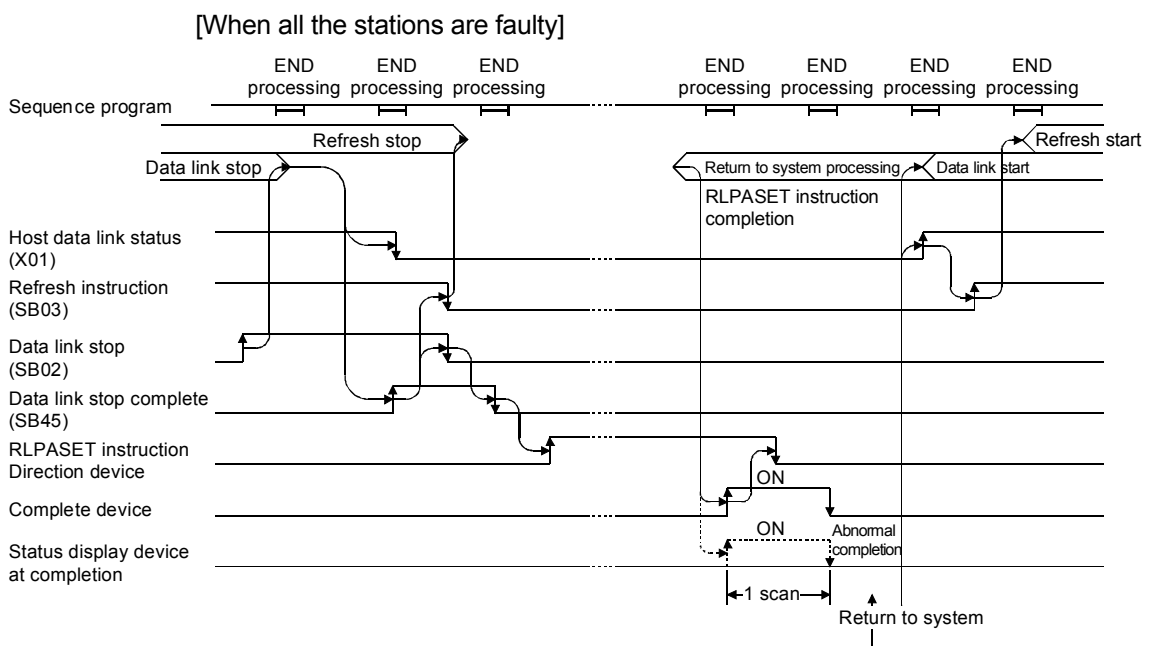 [When all the stations are faulty]
END END END END END END END
processing processing processing processing processing processing processing
Sequence program
Refresh stop Refresh start
Data link stop Return to system processing Data link start
RLPASET instruction
completion
Host data link status
(X01)
Refresh instruction
(SB03)
Data link stop
(SB02)
Data link stop complete
(SB45)
RLPASET instruction
Direction device
ON
Complete device
ON Abnormal
completion
Status display device
at completion
1 scan
Return to system